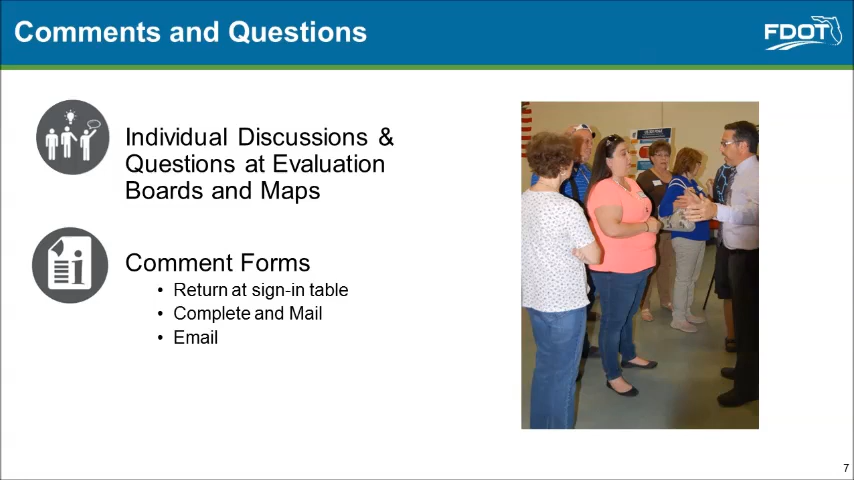 Comments and Questions
FDOT
Individual Discussions &
Questions at Evaluation
Boards and Maps
Comment Forms
• Return at sign-in table
• Complete and Mail
• Email
7